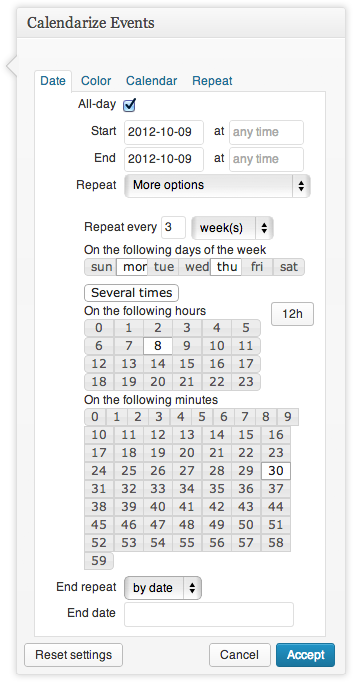 Calendarize Events
Date Color Calendar Repeat
All-day
Start 2012-10-09 at any time
End 2012-10-09 at any time
Repeat More options
Repeat every 3 week(s)
On the following days of the week
sun mor tue wed thu fri sat
Several times
On the following hours 12h
0 1 2 3 4 5
6 7 8 9 10 11
12 13 14 15 16 17
18 19 20 21 22 23
On the following minutes
0 1 2 3 4 5 6 7 8 9
10 11 12 13 14 15 16
17 18 19 20 21 22 23
24 25 26 27 28 29 30
31 32 33 34 35 36 37
38 39 40 41 42 43 44
45 46 47 48 49 50 51
52 53 54 55 56 57 58
59
End repeat by date
End date
Reset settings Cancel Accept